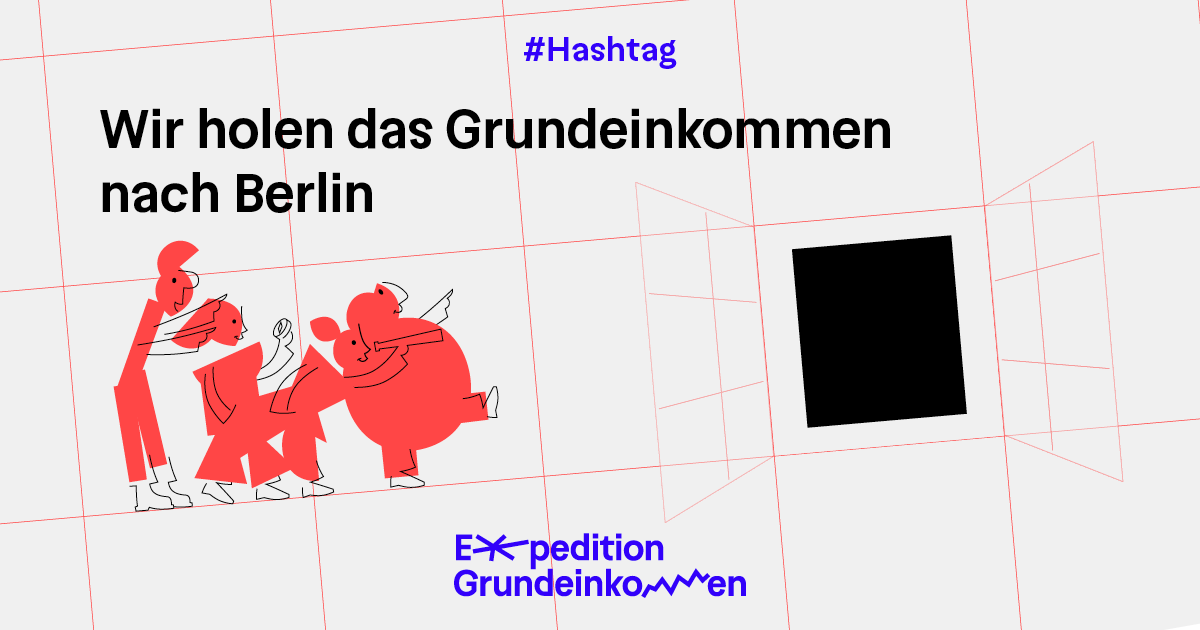 #Hashtag
Wir holen das Grundeinkommen
nach Berlin
Expedition
Grundeinkommen